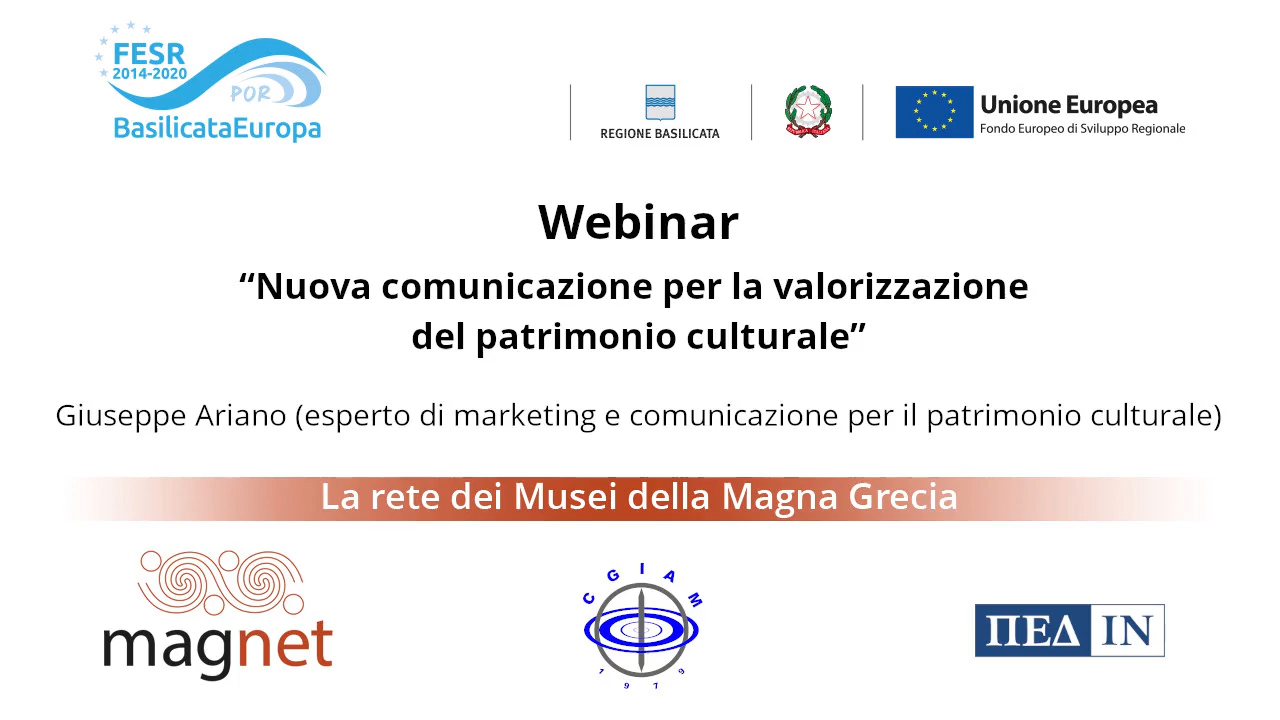 FESR
2014-2020
POR
BasilicataEuropa
REGIONE BASILICATA
Unione Europea
Fondo Europeo di Sviluppo Regionale
Webinar
“Nuova comunicazione per la valorizzazione
del patrimonio culturale”
Giuseppe Ariano (esperto di marketing e comunicazione per il patrimonio culturale)
La rete dei Musei della Magna Grecia
magnet
CGIAM
1979
ΠΕΔ IN